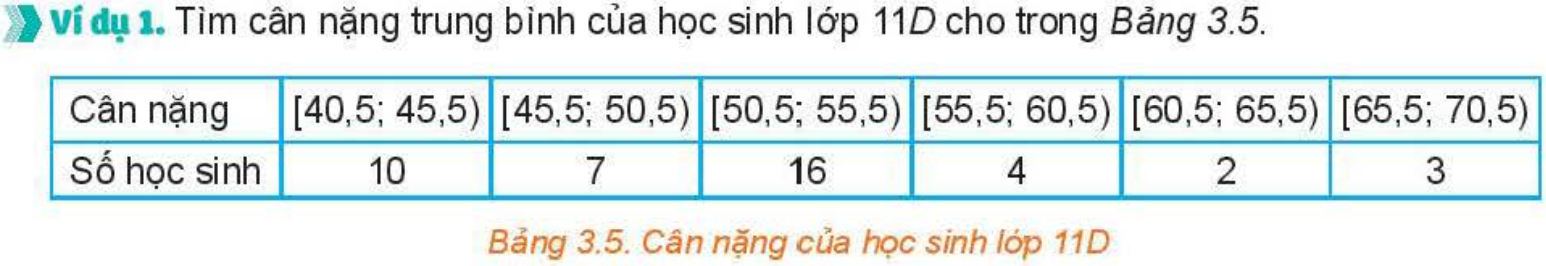 Ví dụ 1. Tìm cân nặng trung bình của học sinh lớp 11D cho trong Bảng 3.5.
Cân nặng [40,5; 45,5) [45,5; 50,5) [50,5; 55,5) [55,5; 60,5) [60,5; 65,5) [65,5; 70,5)
Số học sinh 10 7 16 4 2 3
Bảng 3.5. Cân nặng của học sinh lớp 11D